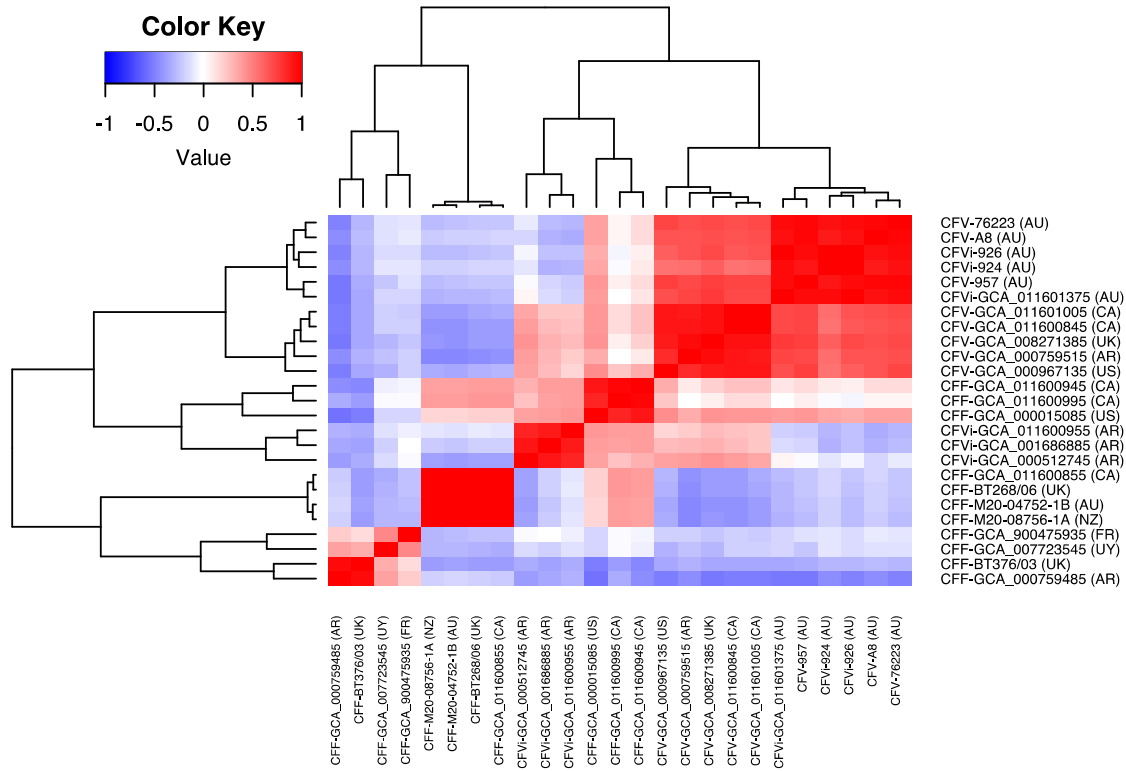 Color Key
-1 -0.5 0 0.5 1
Value
CFV-76223 (AU)
CFV-A8 (AU)
CFVi-926 (AU)
CFVi-924 (AU)
CFV-957 (AU)
CFVi-GCA_011601375 (AU)
CFV-GCA_011601005 (CA)
CFV-GCA_011600845 (CA)
CFV-GCA_008271385 (UK)
CFV-GCA_000759515 (AR)
CFV-GCA_000967135 (US)
CFF-GCA_011600945 (CA)
CFF-GCA_011600995 (CA)
CFF-GCA_000015085 (US)
CFVi-GCA_011600955 (AR)
CFVi-GCA_001686885 (AR)
CFVi-GCA_000512745 (AR)
CFF-GCA_011600855 (CA)
CFF-BT268/06 (UK)
CFF-M20-04752-1B (AU)
CFF-M20-08756-1A (NZ)
CFF-GCA_900475935 (FR)
CFF-GCA_007723545 (UY)
CFF-BT376/03 (UK)
CFF-GCA_000759485 (AR)
CFF-GCA_000759485 (AR)
CFF-BT376/03 (UK)
CFF-GCA_007723545 (UY)
CFF-GCA_900475935 (FR)
CFF-M20-08756-1A (NZ)
CFF-M20-04752-1B (AU)
CFF-BT268/06 (UK)
CFF-GCA_011600855 (CA)
CFVi-GCA_000512745 (AR)
CFVi-GCA_001686885 (AR)
CFVi-GCA_011600955 (AR)
CFF-GCA_000015085 (US)
CFF-GCA_011600995 (CA)
CFF-GCA_011600945 (CA)
CFV-GCA_000967135 (US)
CFV-GCA_000759515 (AR)
CFV-GCA_008271385 (UK)
CFV-GCA_011600845 (CA)
CFV-GCA_011601005 (CA)
CFVi-GCA_011601375 (AU)
CFV-957 (AU)
CFVi-924 (AU)
CFVi-926 (AU)
CFV-A8 (AU)
CFV-76223 (AU)